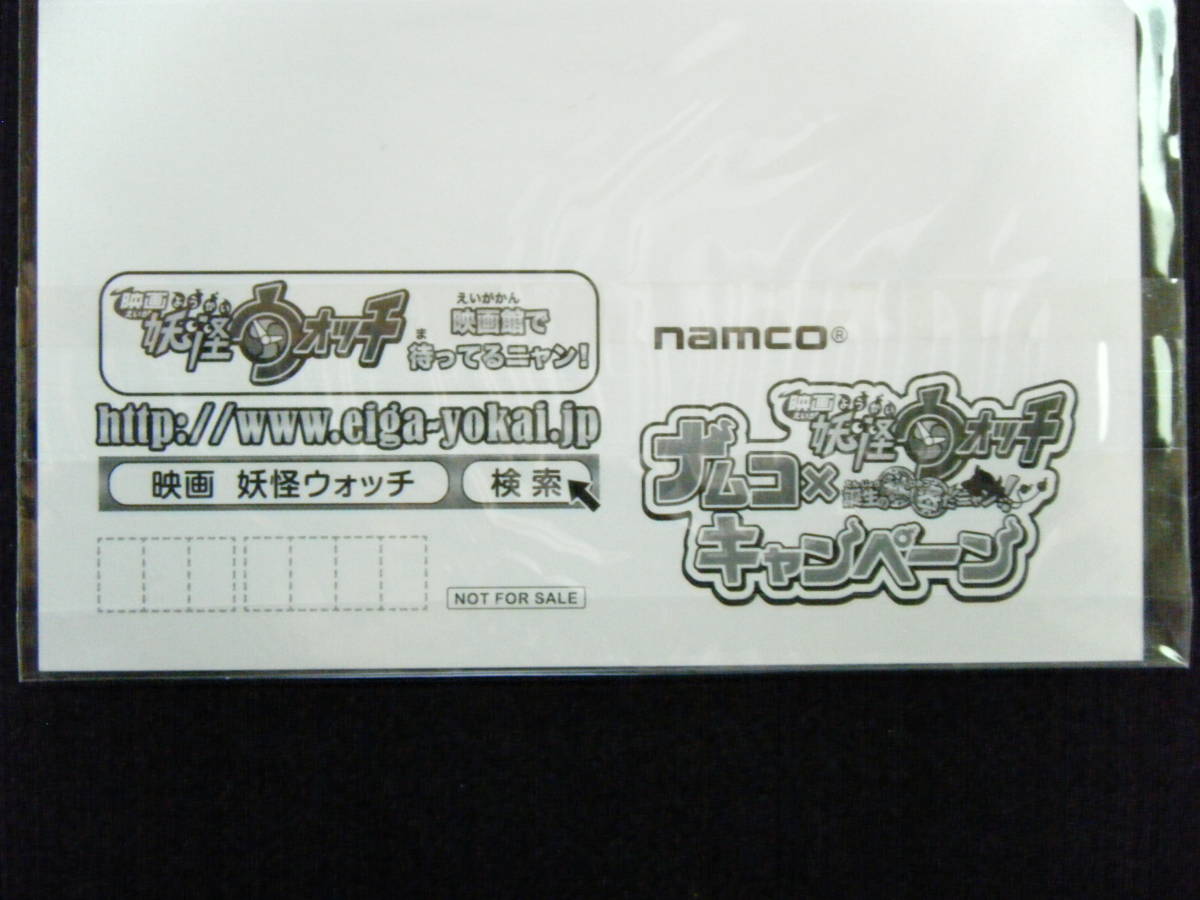 映画 ようかい
えいが
妖怪ウォッチ
えいがかん
映画館で
ま
待ってるニャン！
http://www.eiga-yokai.jp
映画 妖怪ウォッチ 検索
NOT FOR SALE
namco®
映画 ようかい
えいが
妖怪ウォッチ
ナムコ×
キャンペーン